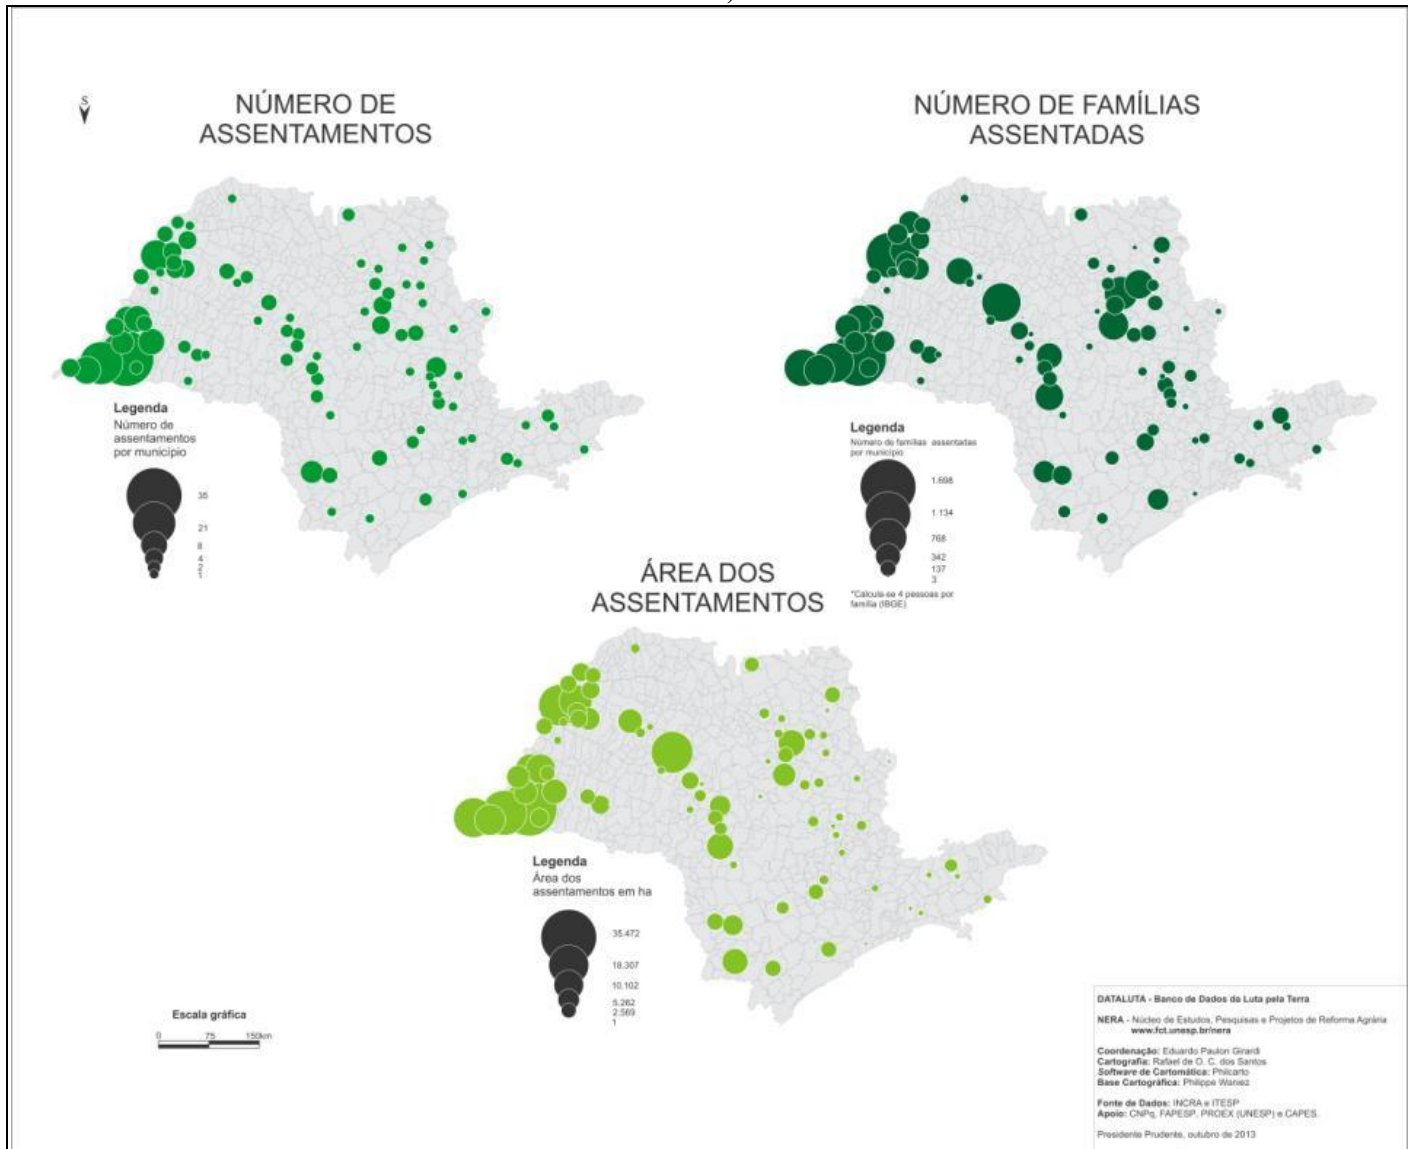 S
NÚMERO DE
ASSENTAMENTOS
Legenda
Número de
assentamentos
por município
35
21
8
4
2
1
NÚMERO DE FAMÍLIAS
ASSENTADAS
Legenda
Número de famílias assentadas
por município
1.698
1.134
768
342
137
3
*Calcula-se 4 pessoas por
família (IBGE)
ÁREA DOS
ASSENTAMENTOS
Legenda
Área dos
assentamentos em ha
35.472
18.307
10.102
5.262
2.569
1
Escala gráfica
0 75 150km
DATALUTA - Banco de Dados da Luta pela Terra
NERA - Núcleo de Estudos, Pesquisas e Projetos de Reforma Agrária
www.fct.unesp.br/nera
Coordenação: Eduardo Paulon Girardi
Cartografia: Rafael de O. C. dos Santos
Software de Cartomática: Philcarto
Base Cartográfica: Philippe Waniez
Fonte de Dados: INCRA e ITESP
Apoio: CNPq, FAPESP, PROEX (UNESP) e CAPES.
Presidente Prudente, outubro de 2013